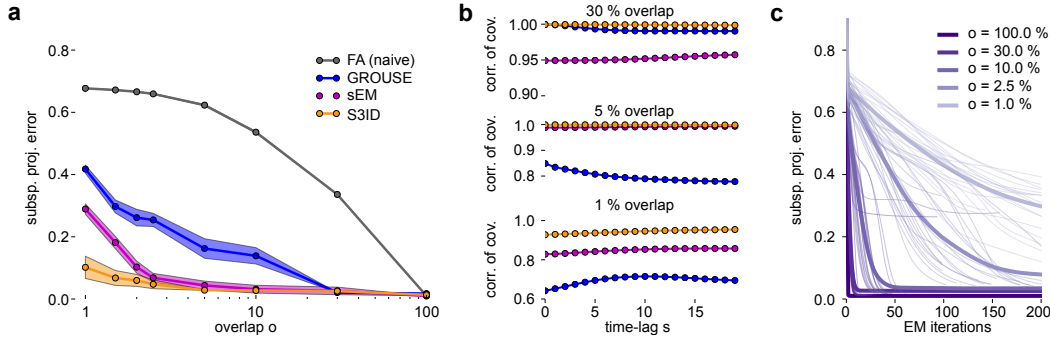 a
subsp. proj. error
0.8
0.6
0.4
0.2
0.0
1
10
100
overlap o
FA (naive)
GROUSE
sEM
S3ID
b
30 % overlap
corr. of cov.
1.00
0.95
0.90
5 % overlap
corr. of cov.
1.0
0.9
0.8
1 % overlap
corr. of cov.
1.0
0.8
0.6
0
5
10
15
time-lag s
c
subsp. proj. error
0.8
0.6
0.4
0.2
0.0
0
50
100
150
200
EM iterations
o = 100.0 %
o = 30.0 %
o = 10.0 %
o = 2.5 %
o = 1.0 %